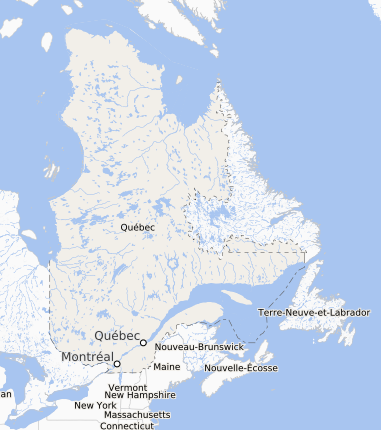 Québec
Terre-Neuve-et-Labrador
Québec
Nouveau-Brunswick
Montréal
Maine
Nouvelle-Écosse
Vermont
an
New Hampshire
New York
Massachusetts
Connecticut